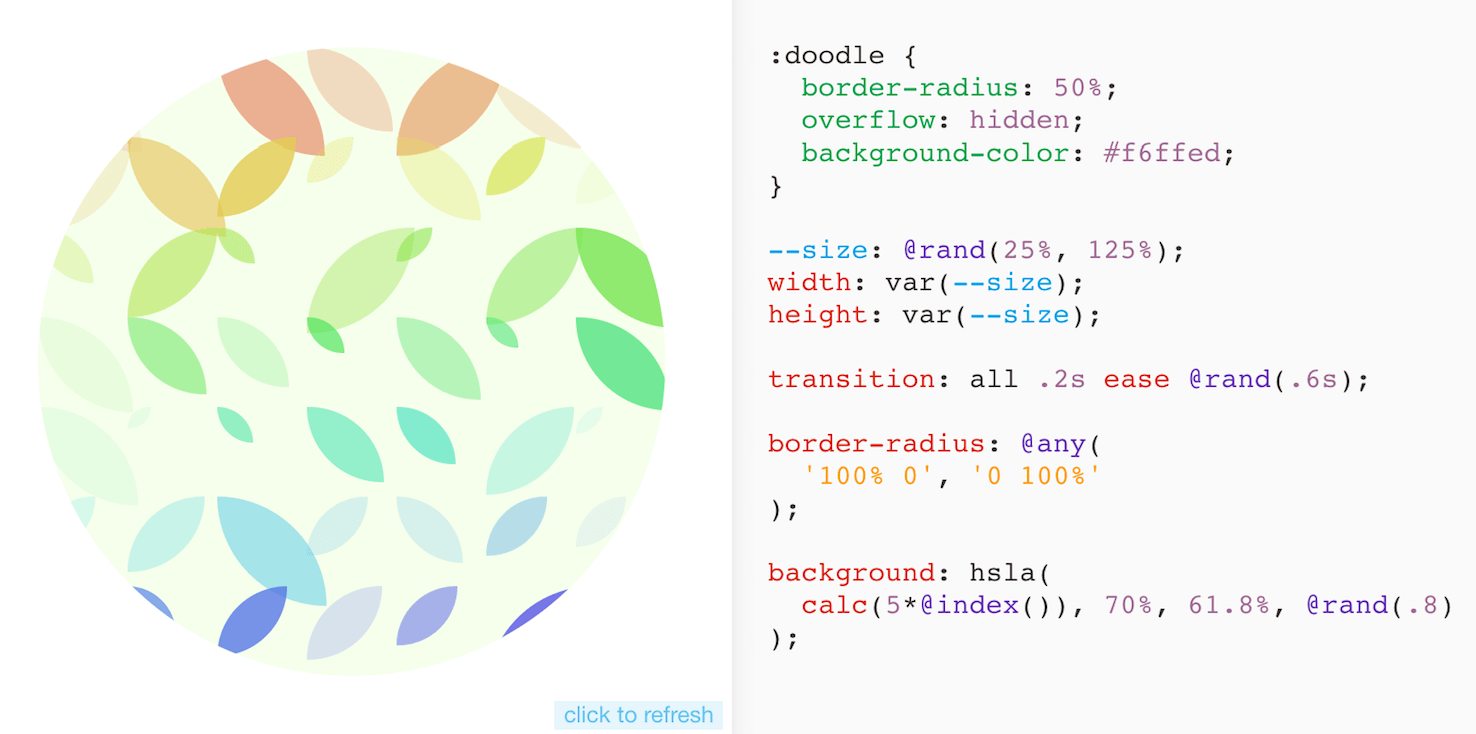 :doodle {
border-radius: 50%;
overflow: hidden;
background-color: #f6ffed;
}
--size: @rand(25%, 125%);
width: var(--size);
height: var(--size);
transition: all .2s ease @rand(.6s);
border-radius: @any(
'100% 0', '0 100%'
);
background: hsla(
calc(5*@index()), 70%, 61.8%, @rand(.8)
);
click to refresh